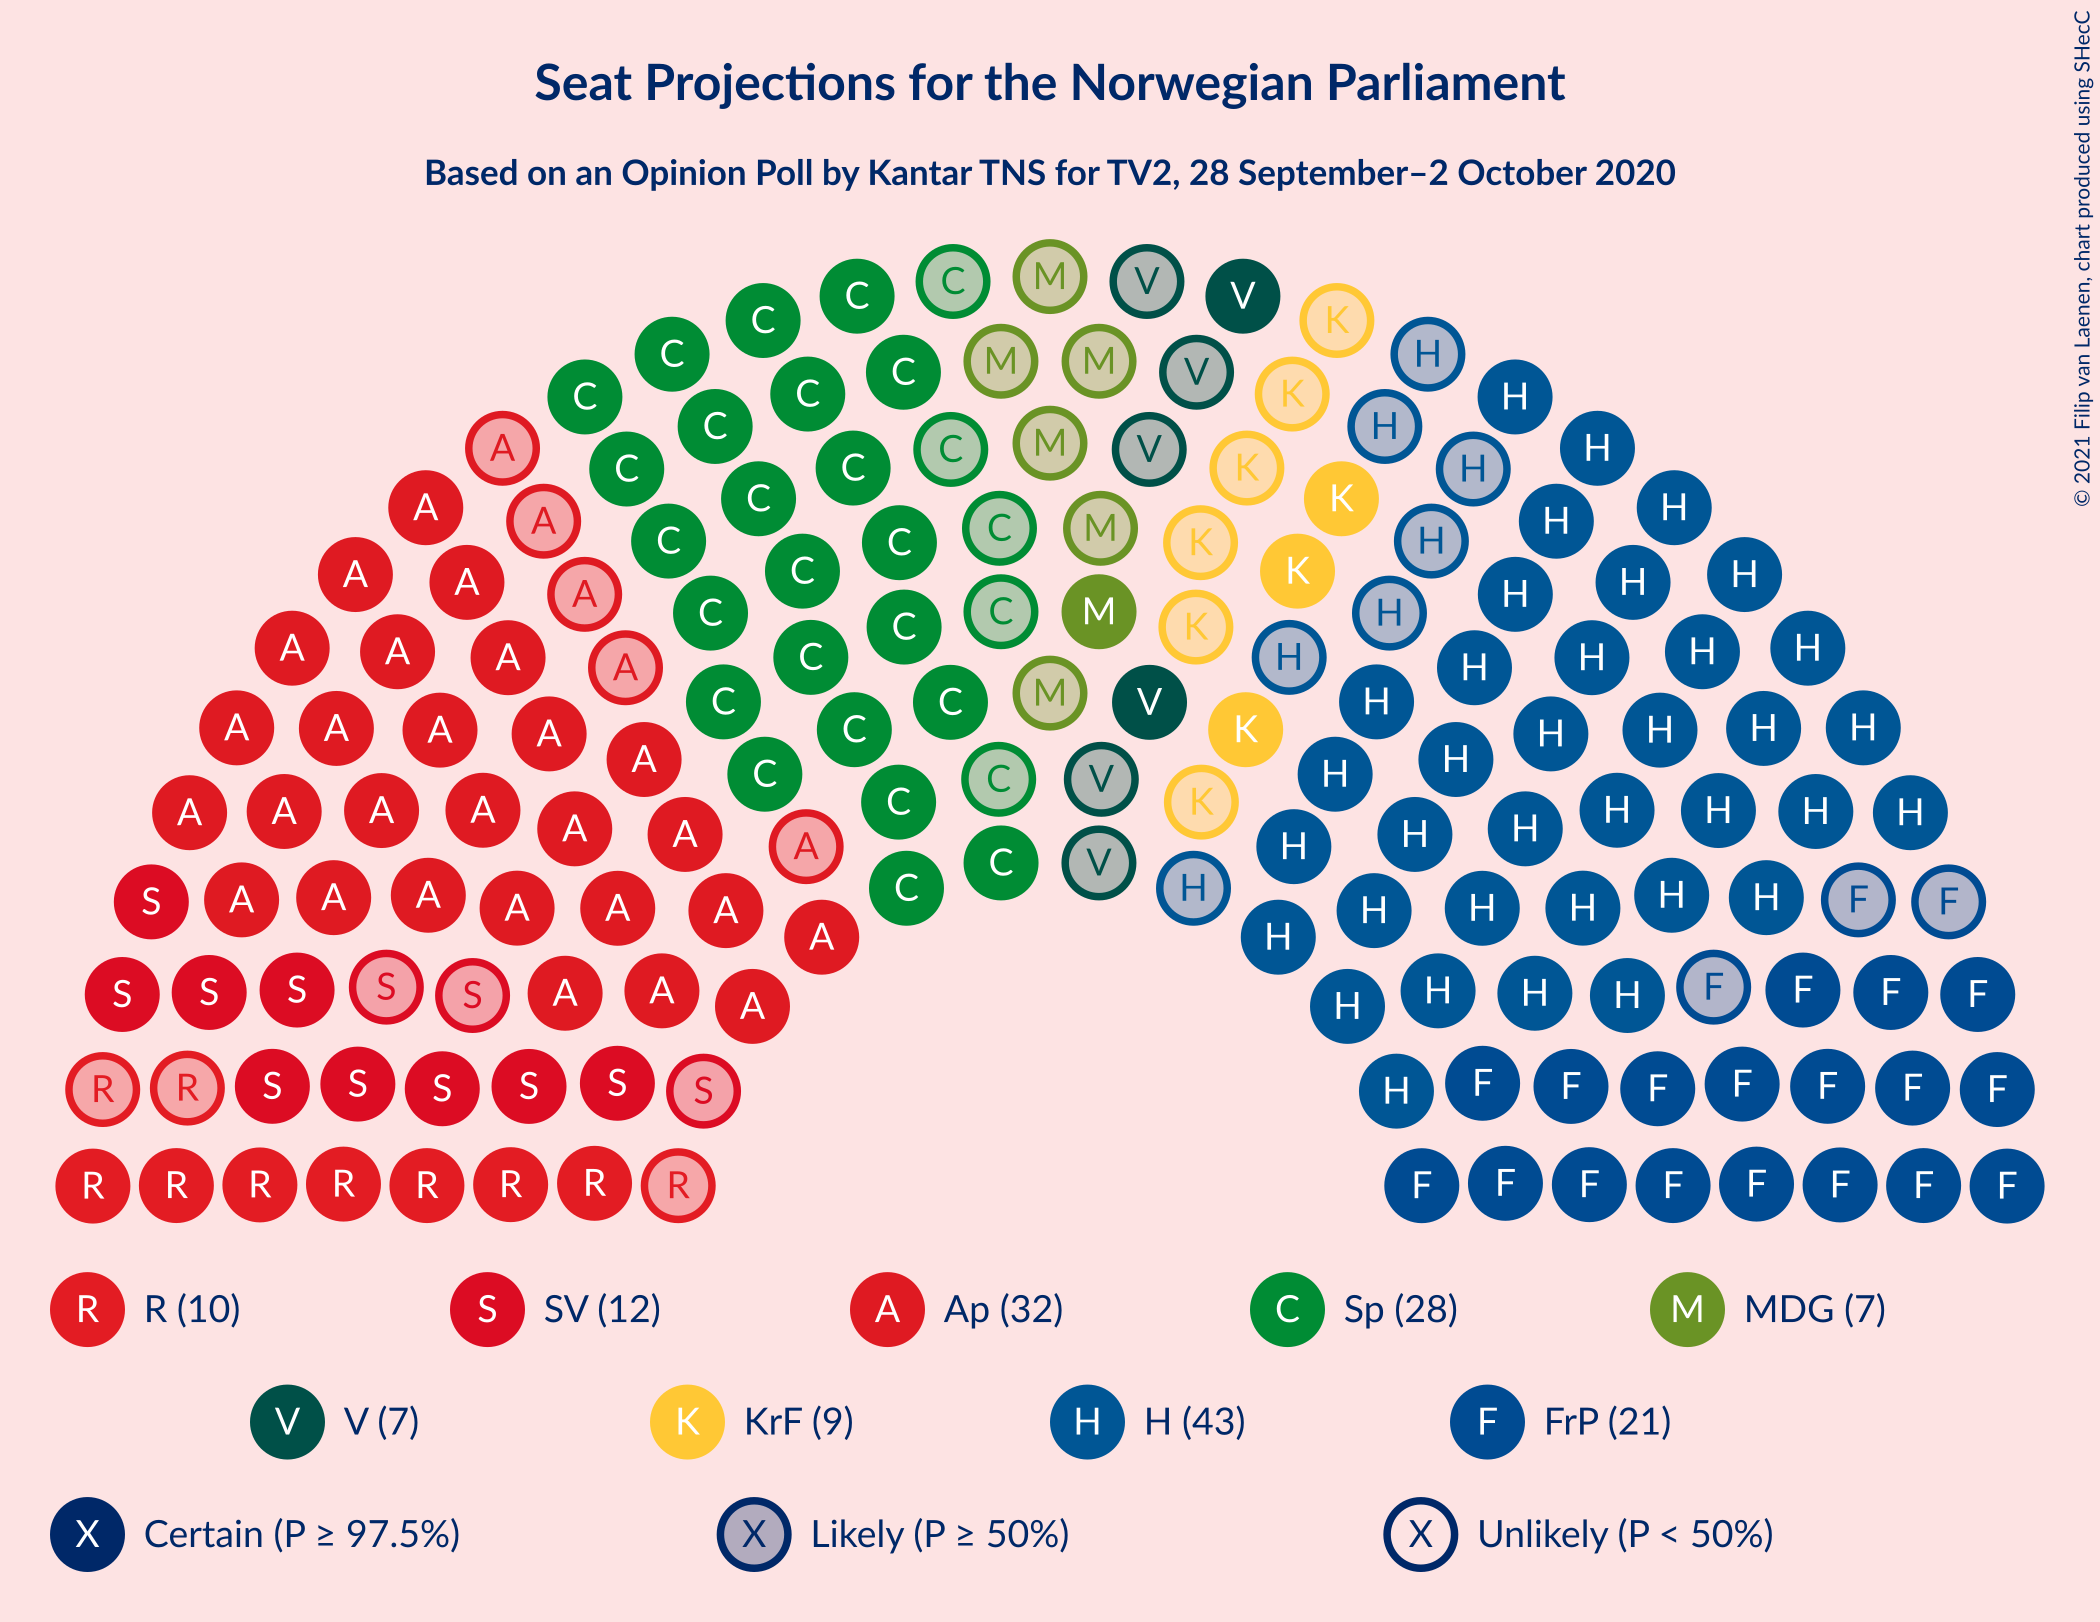 Seat Projections for the Norwegian Parliament
Based on an Opinion Poll by Kantar TNS for TV2, 28 September–2 October 2020
© 2021 Filip van Laenen, chart produced using SHecC
C M V V K
C C C C H H
C C C M M V K H H
A C C C C M V K K H H H
A A C C C C M K K H H H H
A A A C C C C M K H H H H H
A A A A C C C M V K H H H H H H
A A A A A C C C V K H H H H H H H
A A A A A A A C C V H H H H H H H H
S A A A A A A A H H H H H H F F
S S S S S A A A H H H H F F F F
R R S S S S S S H F F F F F F F
R R R R R R R R F F F F F F F F
R R (10) S SV (12) A Ap (32) C Sp (28) M MDG (7)
V V (7) K KrF (9) H H (43) F FrP (21)
X Certain (P ≥ 97.5%) X Likely (P ≥ 50%) X Unlikely (P < 50%)